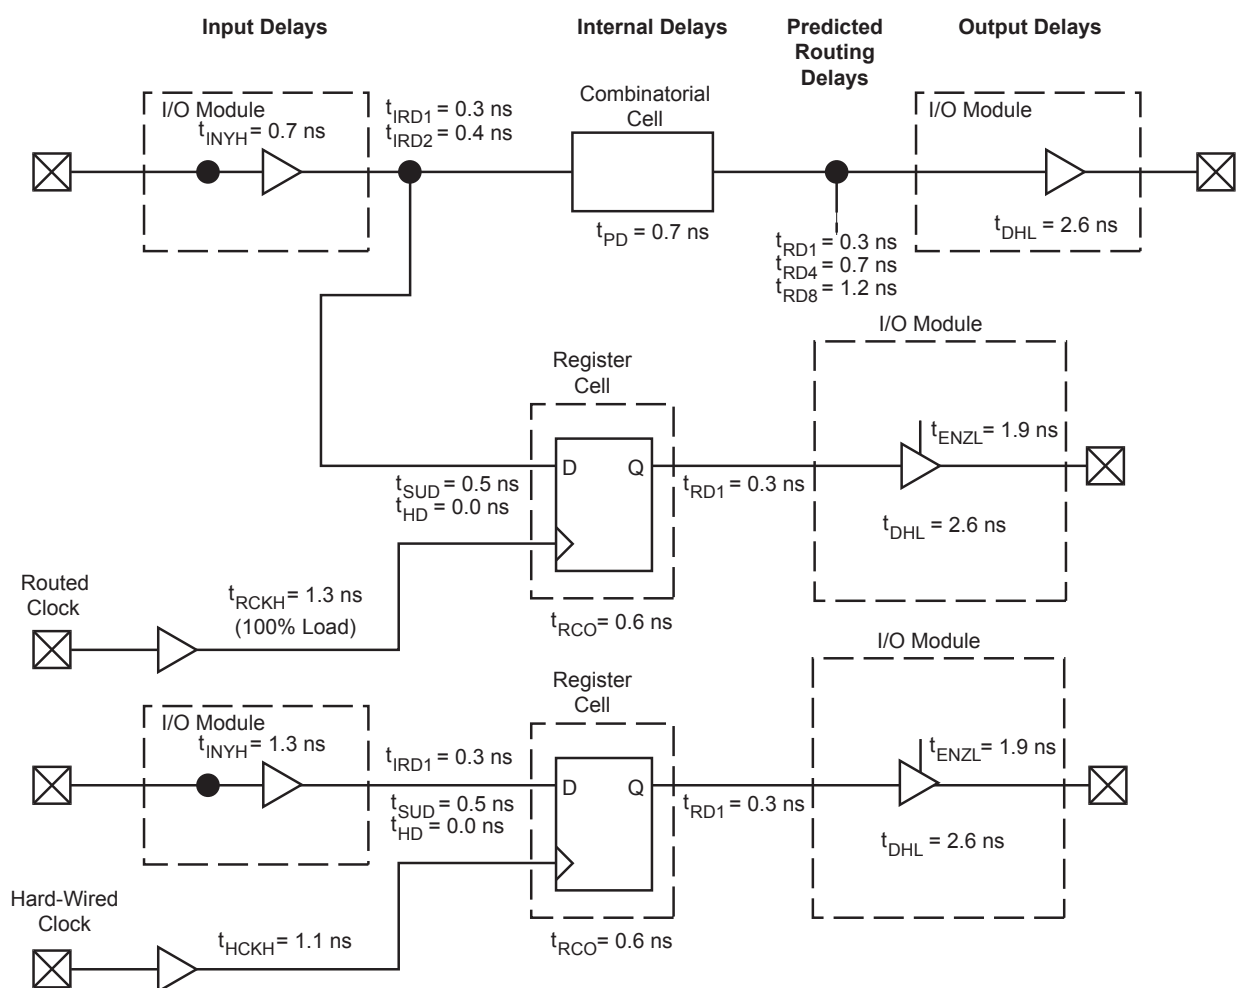 Input Delays
Internal Delays
Predicted
Routing
Delays
Output Delays
I/O Module
tINYH = 0.7 ns
tIRD1 = 0.3 ns
tIRD2 = 0.4 ns
Combinatorial
Cell
tPD = 0.7 ns
I/O Module
tDHL = 2.6 ns
tRD1 = 0.3 ns
tRD4 = 0.7 ns
tRD8 = 1.2 ns
I/O Module
Register
Cell
D
Q
tSUD = 0.5 ns
tHD = 0.0 ns
tRD1 = 0.3 ns
tENZL = 1.9 ns
tDHL = 2.6 ns
Routed
Clock
tRCKH = 1.3 ns
(100% Load)
tRCO = 0.6 ns
I/O Module
Register
Cell
I/O Module
tINYH = 1.3 ns
tIRD1 = 0.3 ns
tSUD = 0.5 ns
tHD = 0.0 ns
D
Q
tRD1 = 0.3 ns
tENZL = 1.9 ns
tDHL = 2.6 ns
Hard-Wired
Clock
tHCKH = 1.1 ns
tRCO = 0.6 ns